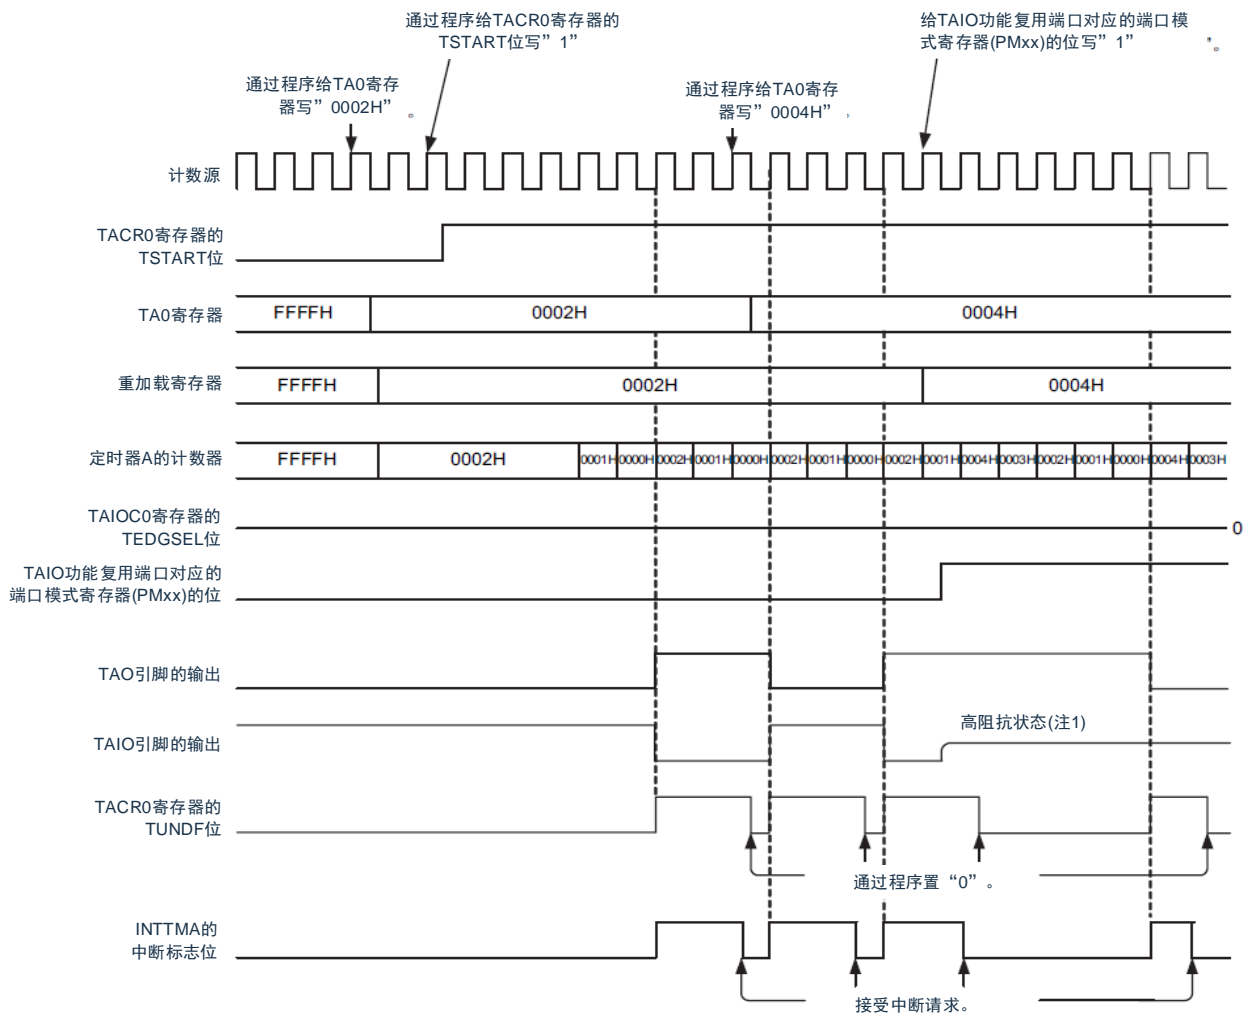 通过程序给TACR0寄存器的
TSTART位写”1”
给TAIO功能复用端口对应的端口模
式寄存器(PMxx)的位写”1” 。
通过程序给TA0寄存
器写”0002H” 。
通过程序给TA0寄存
器写”0004H”
计数源
TACR0寄存器的
TSTART位
TA0寄存器
FFFFH 0002H 0004H
重加载寄存器
FFFFH 0002H 0004H
定时器A的计数器
FFFFH 0002H 0001H 0000H 0002H 0001H 0000H 0002H 0001H 0000H 0002H 0001H 0004H 0003H 0002H 0001H 0000H 0004H 0003H
TAIOC0寄存器的
TEDGSEL位
0
TAIO功能复用端口对应的
端口模式寄存器(PMxx)的位
TAO引脚的输出
高阻抗状态(注1)
TAIO引脚的输出
TACR0寄存器的
TUNDF位
通过程序置“0”。
INTTMA的
中断标志位
接受中断请求。